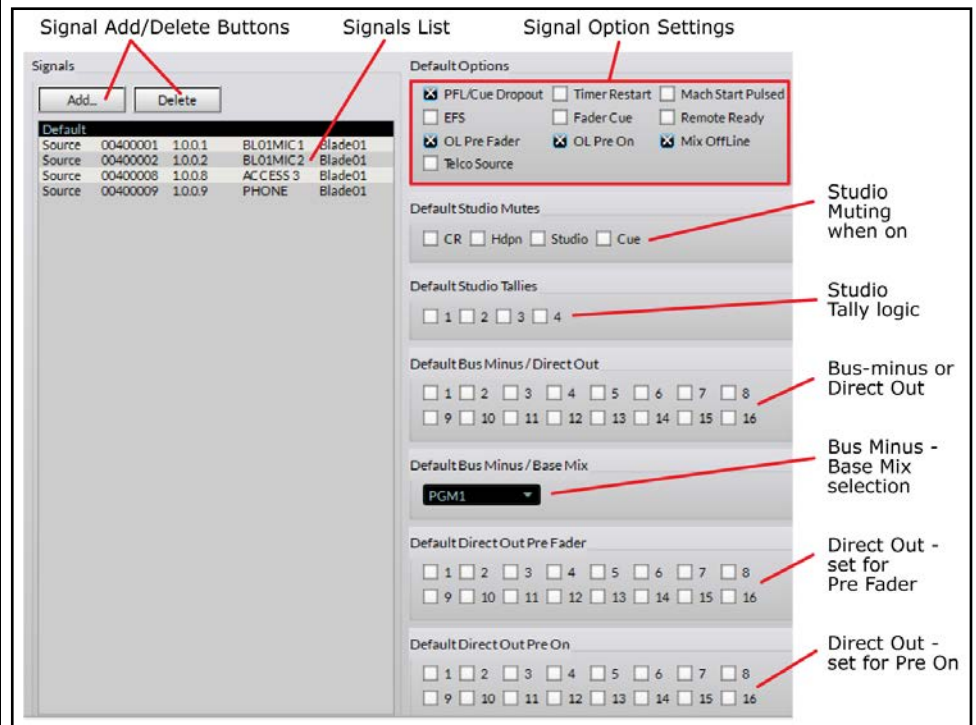 Signal Add/Delete Buttons Signals List Signal Option Settings
Signals
Add... Delete
Default
Source 00400001 1.0.0.1 BL01MIC1 Blade01
Source 00400002 1.0.0.2 BL01MIC2 Blade01
Source 00400008 1.0.0.8 ACCESS 3 Blade01
Source 00400009 1.0.0.9 PHONE Blade01
Default Options
PFL/Cue Dropout Timer Restart Mach Start Pulsed
EFS Fader Cue Remote Ready
OL Pre Fader OL Pre On Mix OffLine
Telco Source
Default Studio Mutes
CR Hdpn Studio Cue
Studio
Muting
when on
Default Studio Tallies
1 2 3 4
Studio
Tally logic
Default Bus Minus / Direct Out
1 2 3 4 5 6 7 8
9 10 11 12 13 14 15 16
Bus-minus or
Direct Out
Default Bus Minus / Base Mix
PGM1
Bus Minus -
Base Mix
selection
Default Direct Out Pre Fader
1 2 3 4 5 6 7 8
9 10 11 12 13 14 15 16
Direct Out -
set for
Pre Fader
Default Direct Out Pre On
1 2 3 4 5 6 7 8
9 10 11 12 13 14 15 16
Direct Out -
set for Pre On